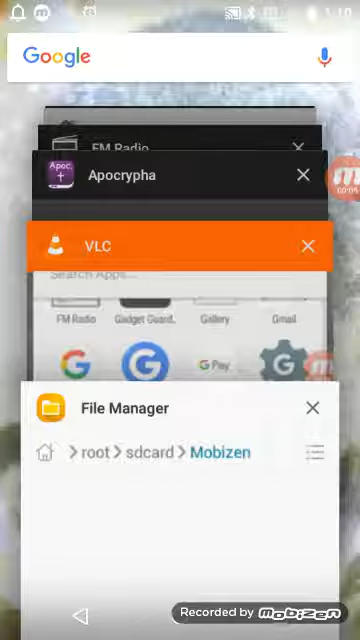 Google
FM Radio
Apoc.
Apocrypha
VLC
Search Apps...
FM Radio Gadget Guard. Gallery Gmail
G Pay
File Manager
root sdcard Mobizen
Recorded by mobizen